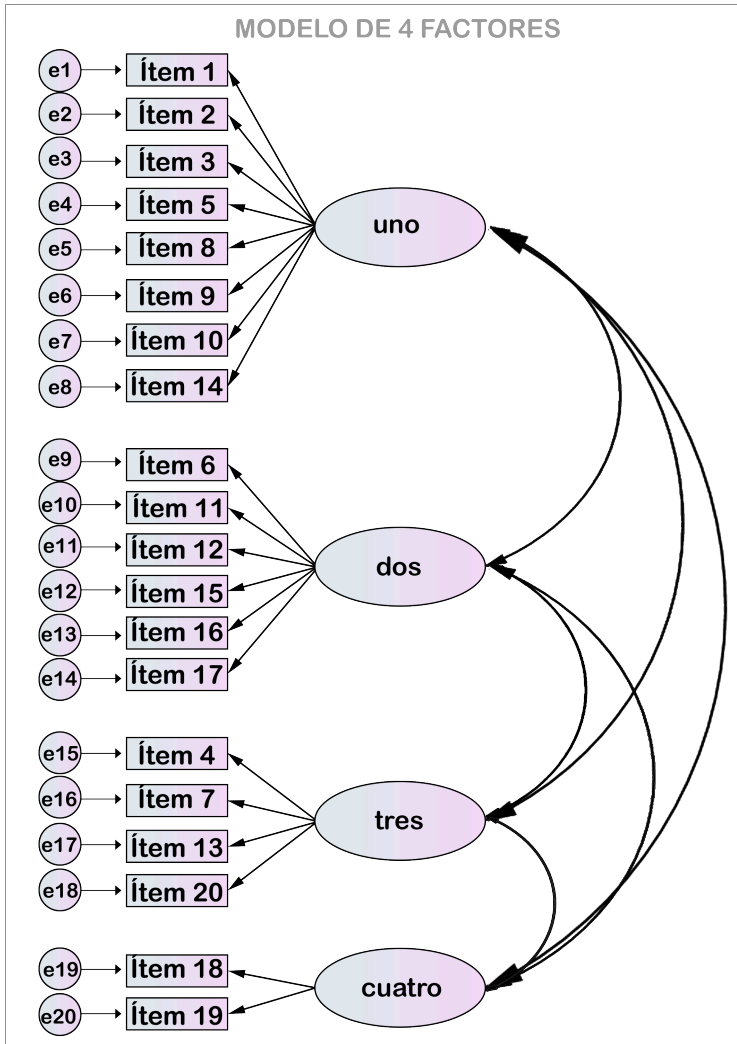 MODELO DE 4 FACTORES
e1 Ítem 1
e2 Ítem 2
e3 Ítem 3
e4 Ítem 5
e5 Ítem 8
e6 Ítem 9
e7 Ítem 10
e8 Ítem 14
uno
e9 Ítem 6
e10 Ítem 11
e11 Ítem 12
e12 Ítem 15
e13 Ítem 16
e14 Ítem 17
dos
e15 Ítem 4
e16 Ítem 7
e17 Ítem 13
e18 Ítem 20
tres
e19 Ítem 18
e20 Ítem 19
cuatro